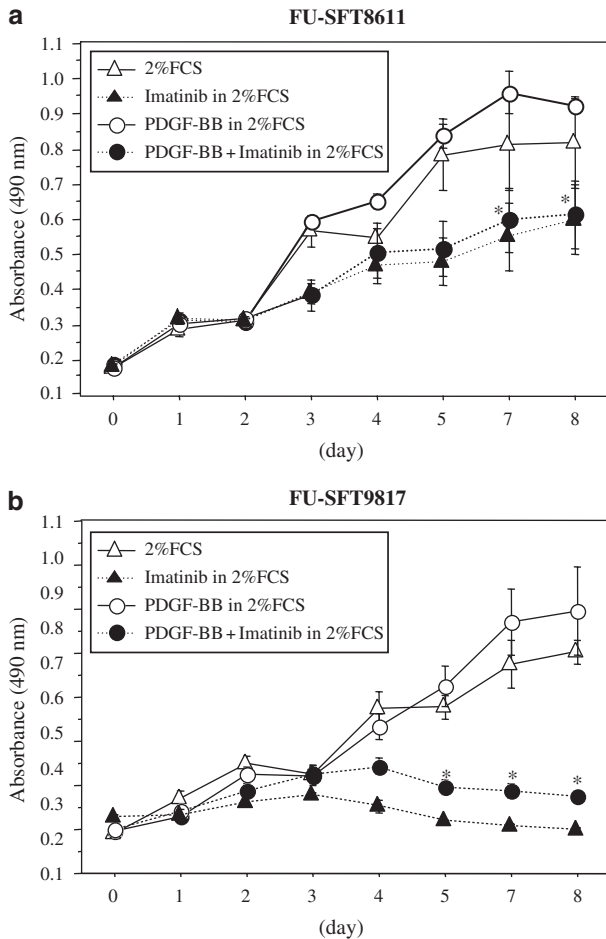 a
FU-SFT8611
1.1
1.0
0.9
0.8
0.7
0.6
0.5
0.4
0.3
0.2
0.1
Absorbance (490 nm)
2%FCS
Imatinib in 2%FCS
PDGF-BB in 2%FCS
PDGF-BB + Imatinib in 2%FCS
* *
0 1 2 3 4 5 7 8
(day)
b
FU-SFT9817
1.1
1.0
0.8
0.7
0.6
0.5
0.4
0.2
0.1
Absorbance (490 nm)
2%FCS
Imatinib in 2%FCS
PDGF-BB in 2%FCS
PDGF-BB + Imatinib in 2%FCS
* * *
0 1 2 3 4 5 7 8
(day)